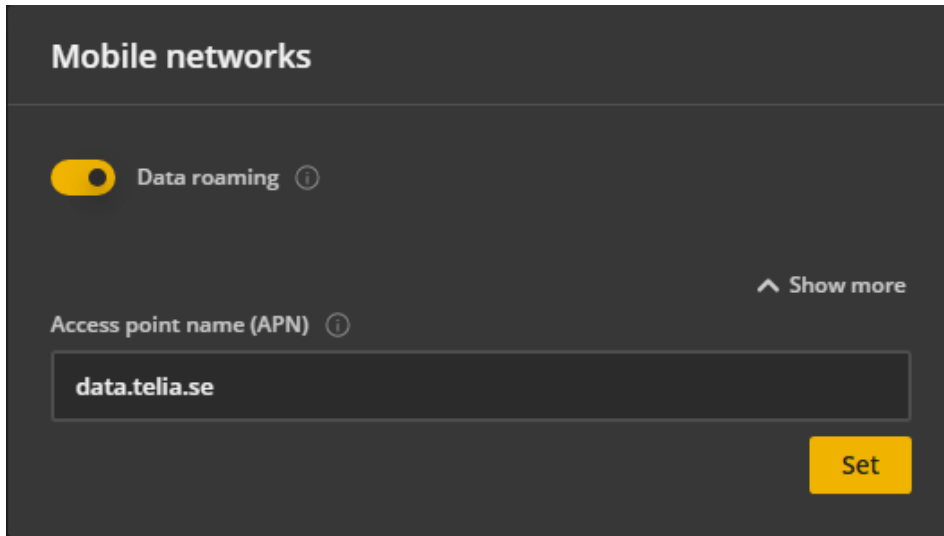 Mobile networks
Data roaming
Show more
Access point name (APN)
data.telia.se
Set